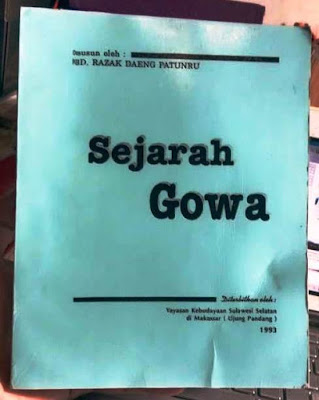 Disusun oleh :
ABD. RAZAK DAENG PATUNRU
Sejarah
Gowa
Diterbitkan oleh :
Yayasan Kebudayaan Sulawesi Selatan
di Makassar ( Ujung Pandang )
1993